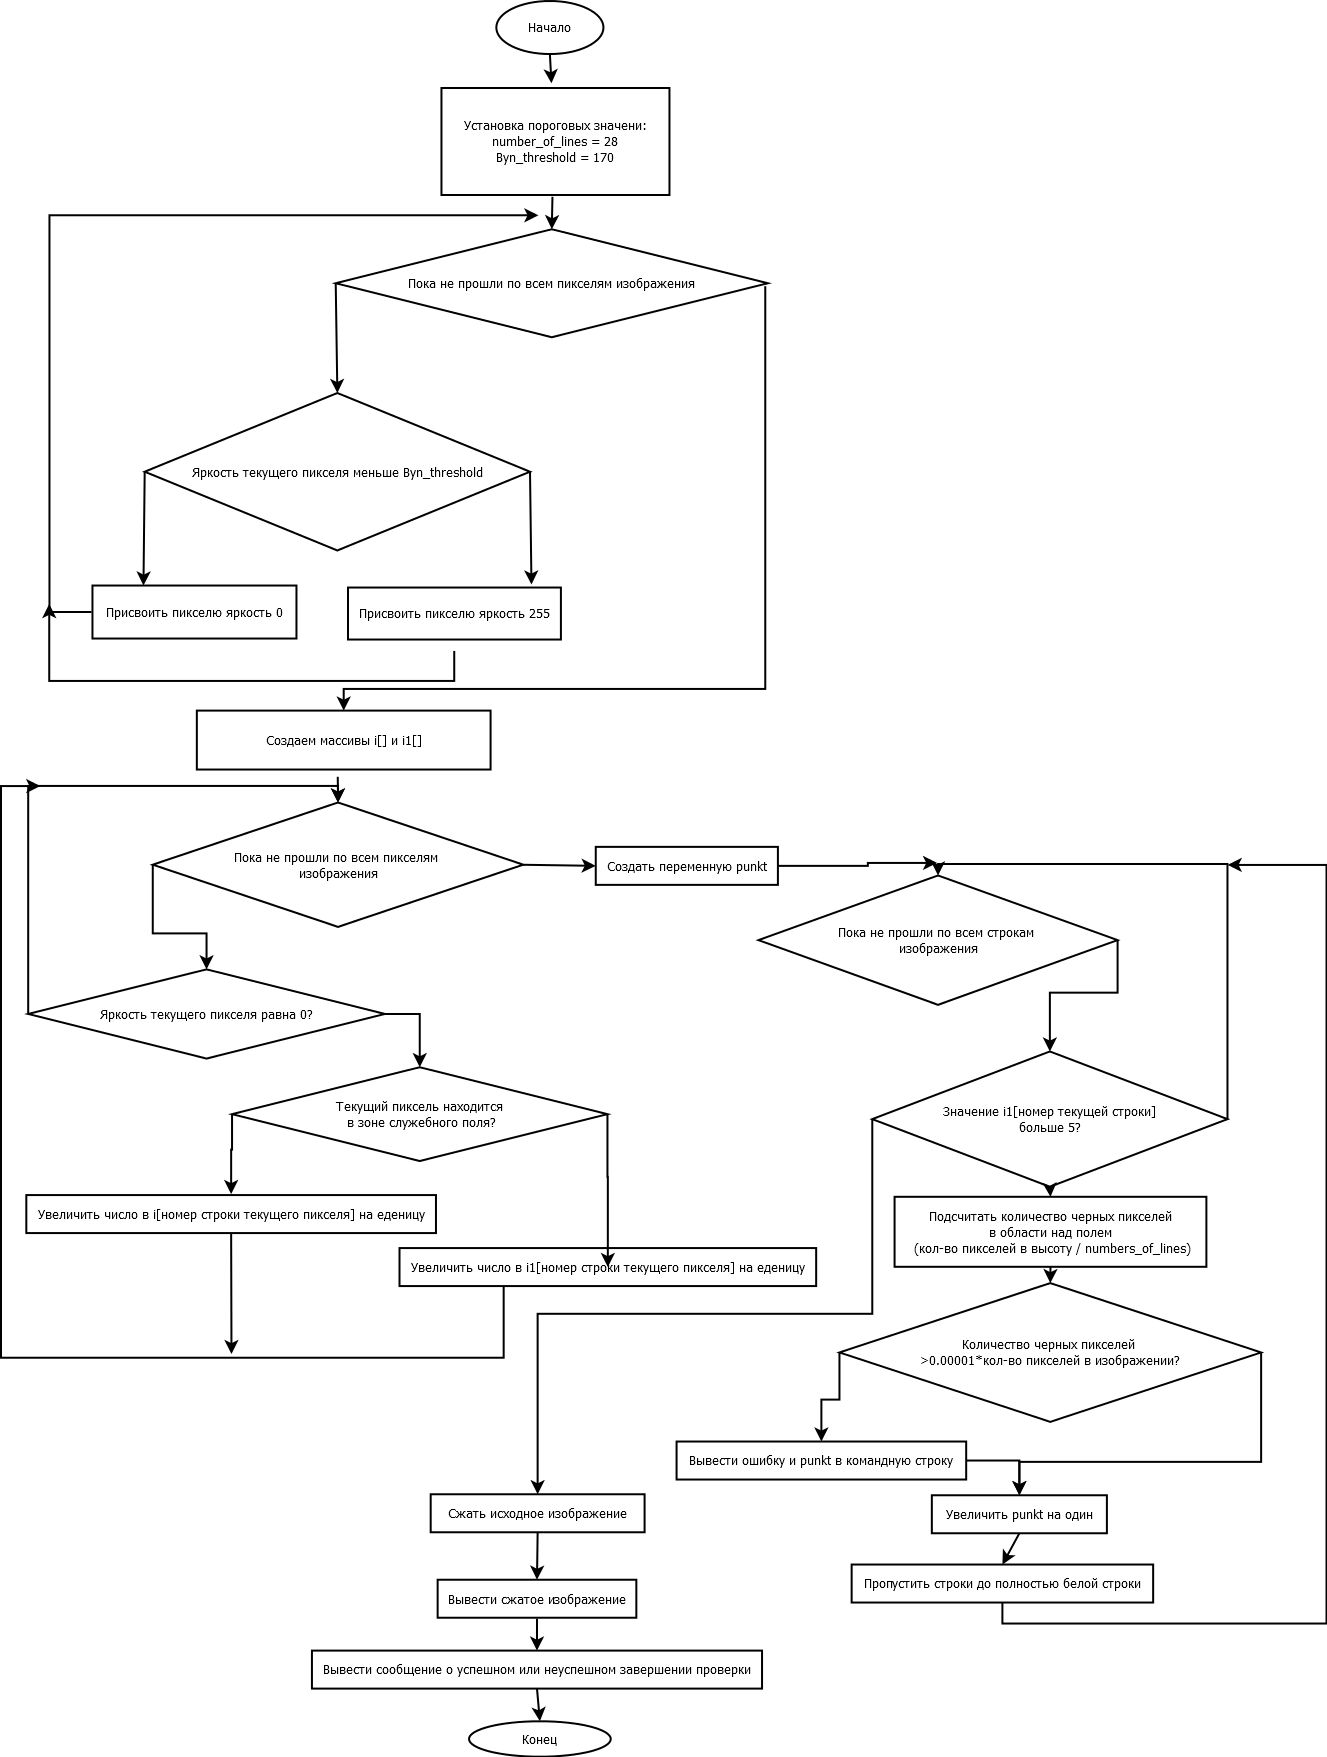 Начало
Установка пороговых значени:
number_of_lines = 28
Byn_threshold = 170
Пока не прошли по всем пикселям изображения
Яркость текущего пикселя меньше Byn_threshold
Присвоить пикселю яркость 0
Присвоить пикселю яркость 255
Создаем массивы i[] и i1[]
Пока не прошли по всем пикселям
изображения
Создать переменную punkt
Пока не прошли по всем строкам
изображения
Яркость текущего пикселя равна 0?
Текущий пиксель находится
в зоне служебного поля?
Значение i1[номер текущей строки]
больше 5?
Увеличить число в i[номер строки текущего пикселя] на еденицу
Подсчитать количество черных пикселей
в области над полем
(кол-во пикселей в высоту / numbers_of_lines)
Увеличить число в i1[номер строки текущего пикселя] на еденицу
Количество черных пикселей
>0.00001*кол-во пикселей в изображении?
Вывести ошибку и punkt в командную строку
Сжать исходное изображение
Увеличить punkt на один
Пропустить строки до полностью белой строки
Вывести сжатое изображение
Вывести сообщение о успешном или неуспешном завершении проверки
Конец